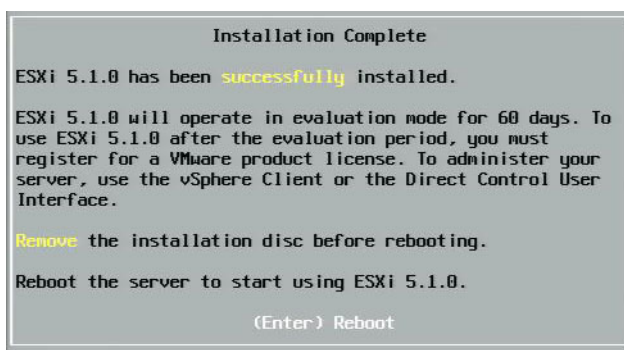 Installation Complete
ESXi 5.1.0 has been successfully installed.
ESXi 5.1.0 will operate in evaluation mode for 60 days. To
use ESXi 5.1.0 after the evaluation period, you must
register for a VMware product license. To administer your
server, use the vSphere Client or the Direct Control User
Interface.
Remove the installation disc before rebooting.
Reboot the server to start using ESXi 5.1.0.
(Enter) Reboot